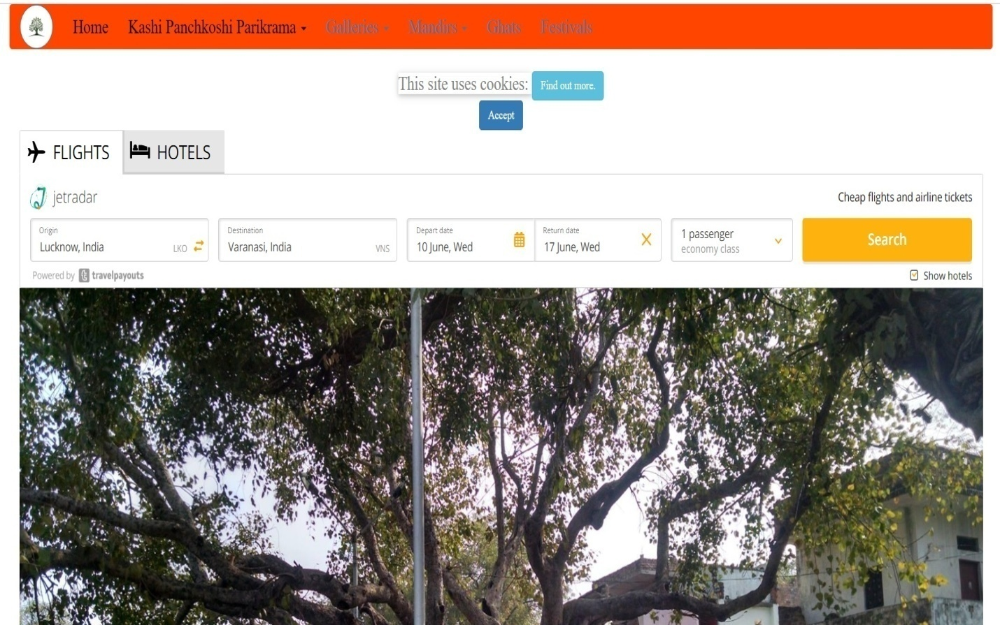 Home Kashi Panchkoshi Parikrama Galleries Mandirs Ghats Festivals
This site uses cookies: Find out more.
Accept
FLIGHTS HOTELS
jetradar
Cheap flights and airline tickets
Origin
Lucknow, India LKO
Destination
Varanasi, India VNS
Depart date
10 June, Wed
Return date
17 June, Wed
1 passenger
economy class
Search
Powered by travelpayouts
Show hotels